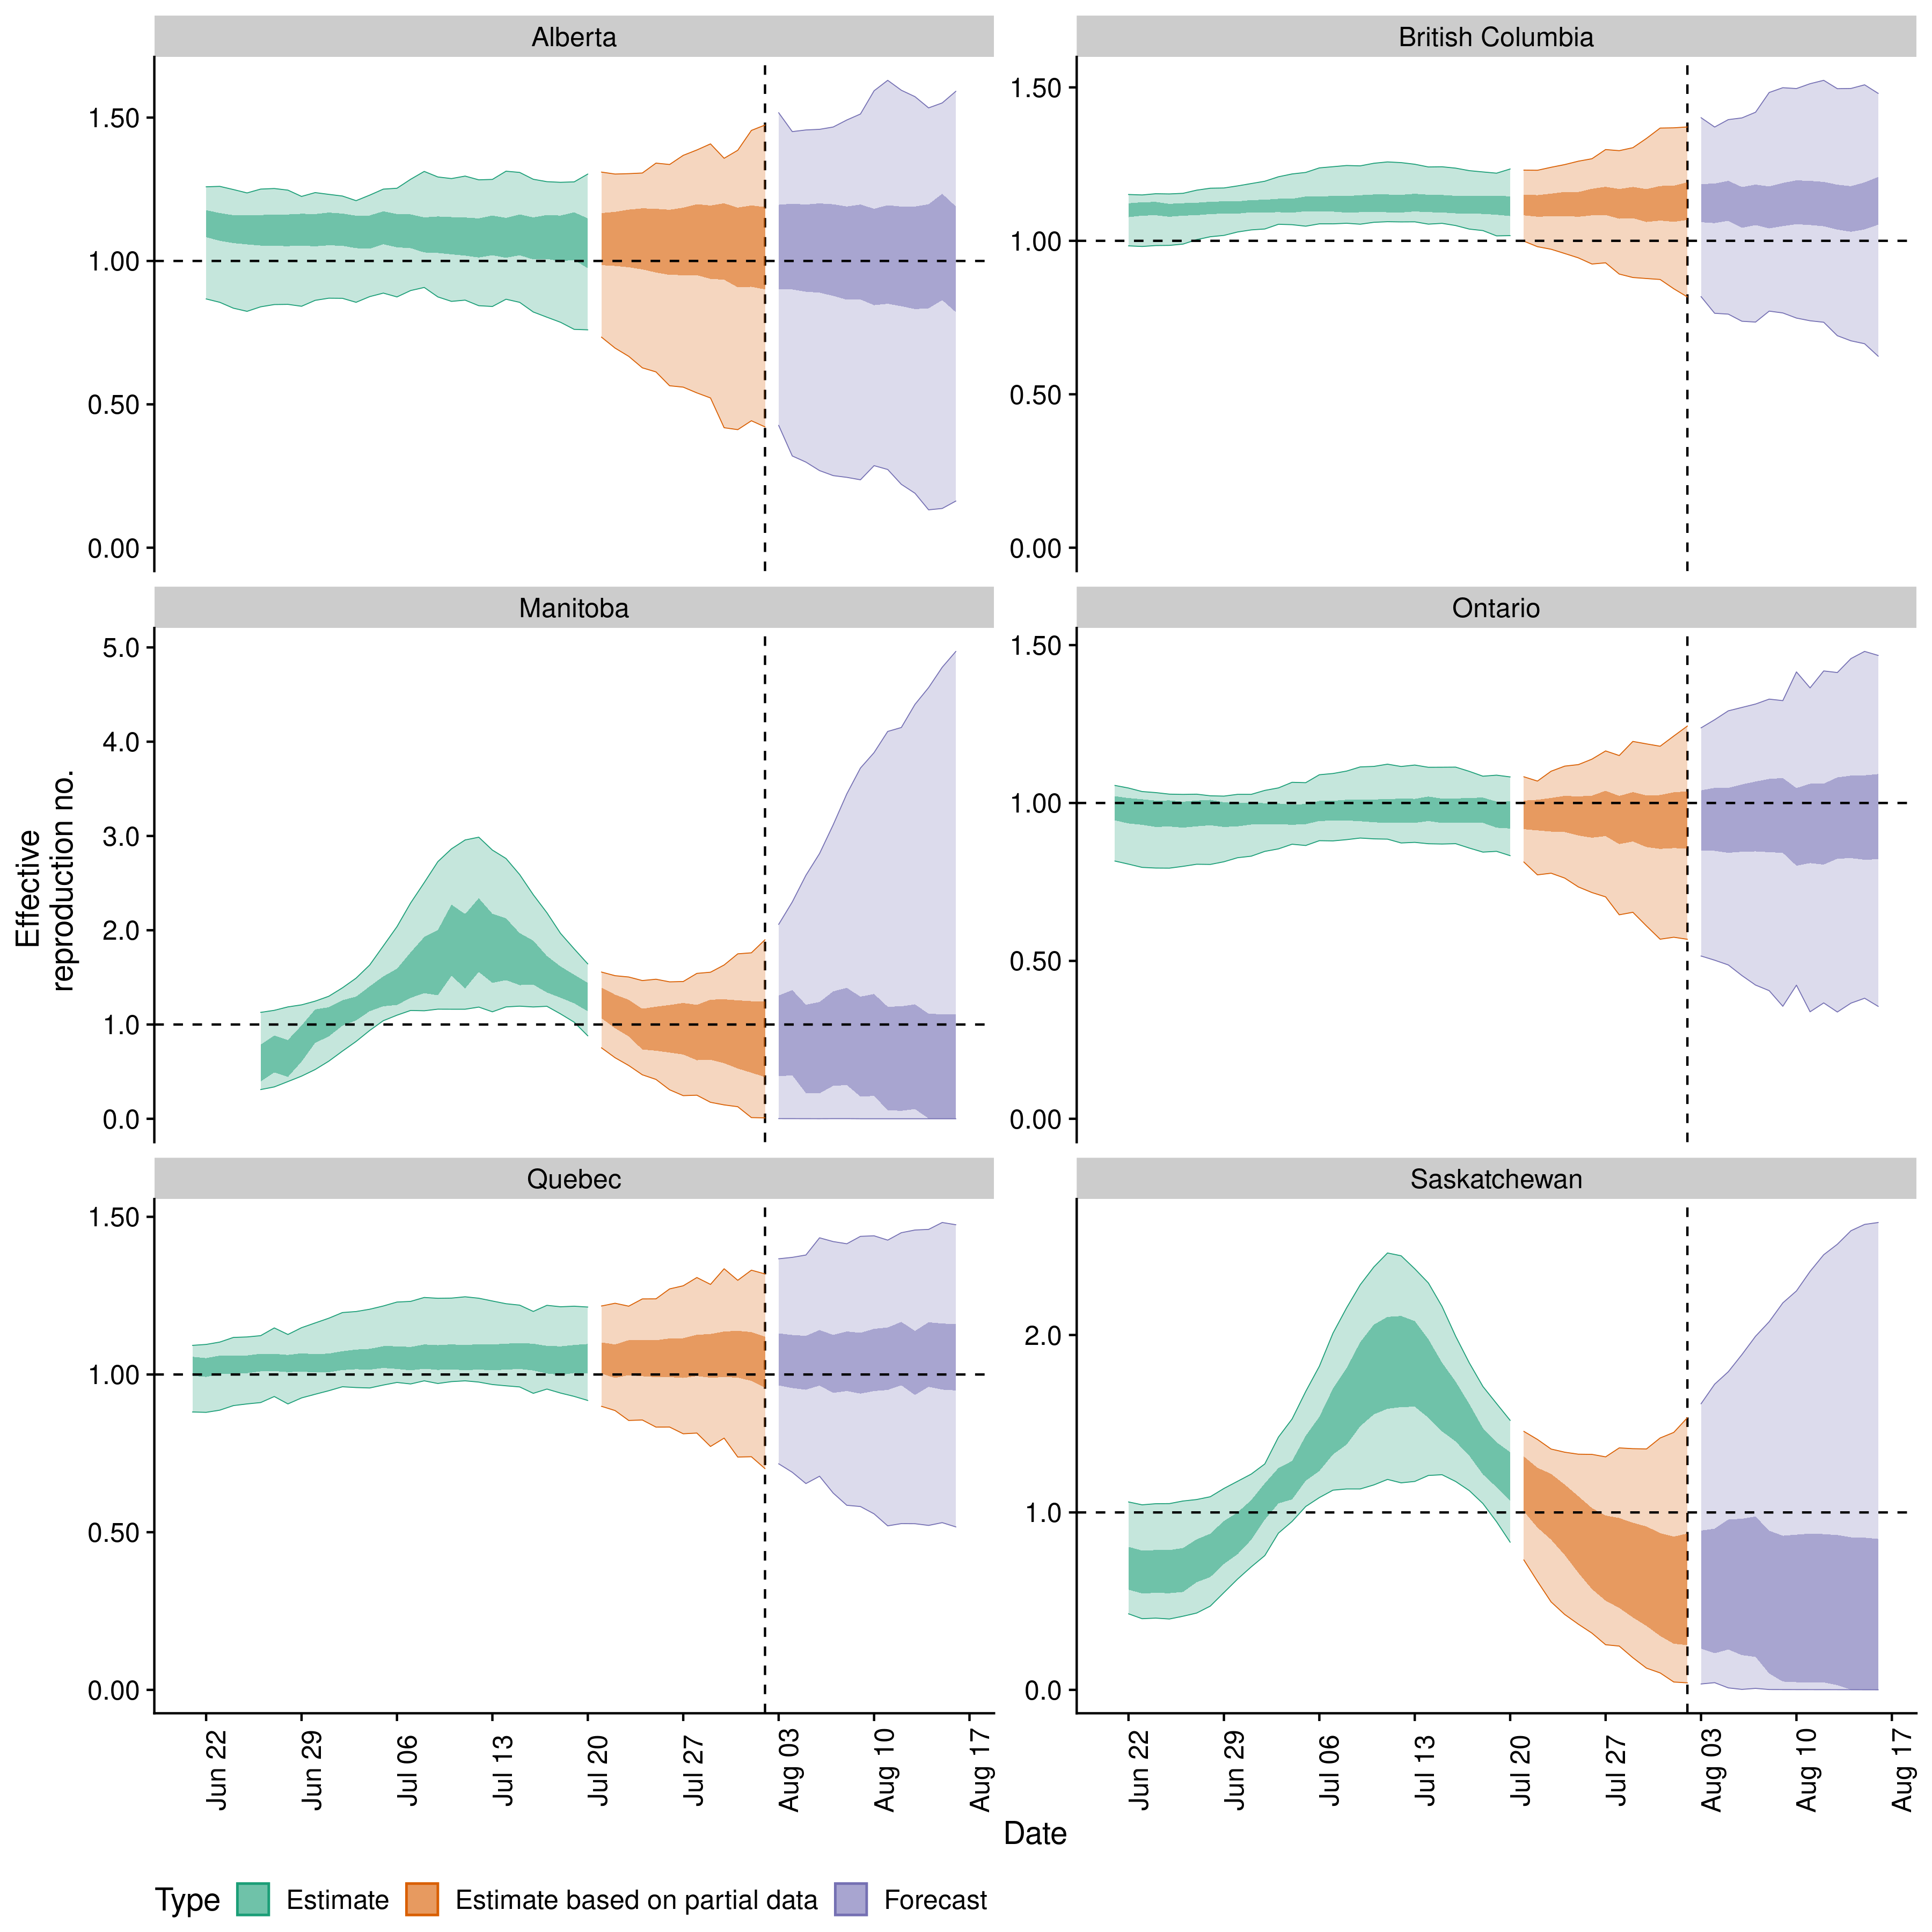 Alberta
British Columbia
1.50
1.00
0.50
0.00
1.50
1.00
0.50
0.00
Manitoba
Ontario
5.0
4.0
3.0
2.0
1.0
0.0
1.50
1.00
0.50
0.00
Effective
reproduction no.
Quebec
Saskatchewan
1.50
1.00
0.50
0.00
2.0
1.0
0.0
Jun 22
Jun 29
Jul 06
Jul 13
Jul 20
Jul 27
Aug 03
Aug 10
Aug 17
Jun 22
Jun 29
Jul 06
Jul 13
Jul 20
Jul 27
Aug 03
Aug 10
Aug 17
Date
Type Estimate Estimate based on partial data Forecast